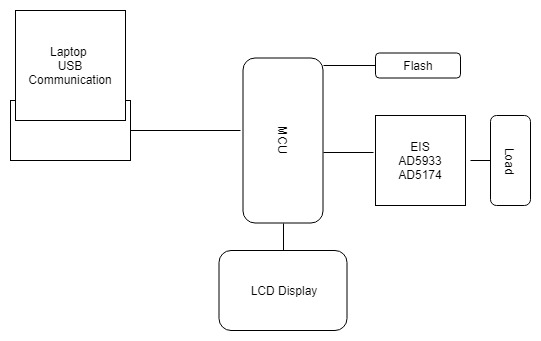 Laptop
USB
Communication
MCU
Flash
EIS
AD5933
AD5174
Load
LCD Display